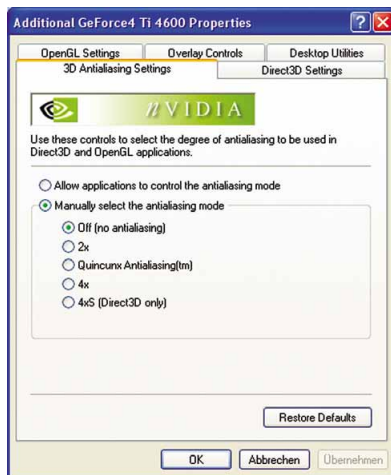 Additional GeForce4 Ti 4600 Properties
OpenGL Settings
Overlay Controls
Desktop Utilities
3D Antialiasing Settings
Direct3D Settings
nVIDIA
Use these controls to select the degree of antialiasing to be used in
Direct3D and OpenGL applications.
Allow applications to control the antialiasing mode
Manually select the antialiasing mode
Off (no antialiasing)
2x
Quincunx Antialiasing(tm)
4x
4xS (Direct3D only)
Restore Defaults
OK
Abbrechen
Übernehmen